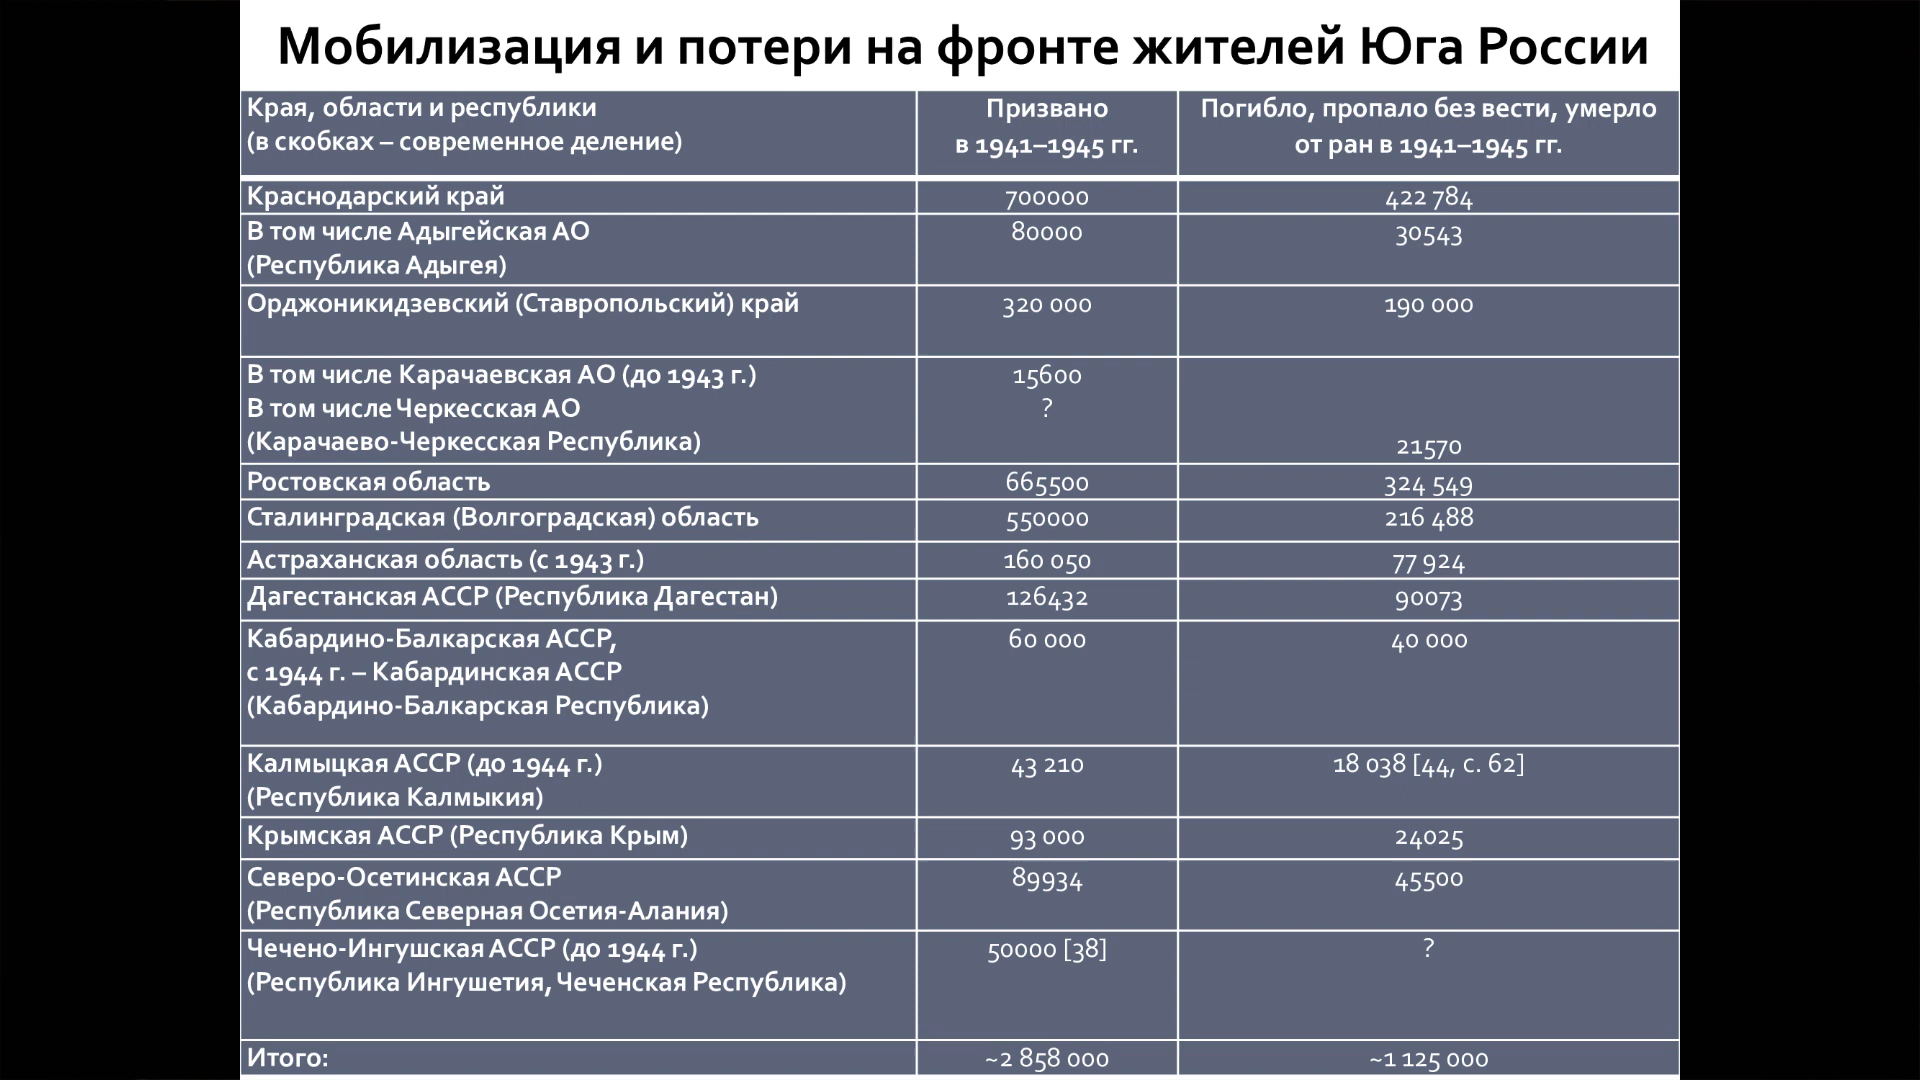 Мобилизация и потери на фронте жителей Юга России
Края, области и республики
(в скобках – современное деление)
Призвано
в 1941–1945 гг.
Погибло, пропало без вести, умерло
от ран в 1941–1945 гг.
Краснодарский край
700000
422 784
В том числе Адыгейская АО
(Республика Адыгея)
80000
30543
Орджоникидзевский (Ставропольский) край
320 000
190 000
В том числе Карачаевская АО (до 1943 г.)
В том числе Черкесская АО
(Карачаево-Черкесская Республика)
15600
?
21570
Ростовская область
665500
324 549
Сталинградская (Волгоградская) область
550000
216 488
Астраханская область (с 1943 г.)
160 050
77 924
Дагестанская АССР (Республика Дагестан)
126432
90073
Кабардино-Балкарская АССР,
с 1944 г. – Кабардинская АССР
(Кабардино-Балкарская Республика)
60 000
40 000
Калмыцкая АССР (до 1944 г.)
(Республика Калмыкия)
43 210
18 038 [44, с. 62]
Крымская АССР (Республика Крым)
93 000
24025
Северо-Осетинская АССР
(Республика Северная Осетия-Алания)
89934
45500
Чечено-Ингушская АССР (до 1944 г.)
(Республика Ингушетия, Чеченская Республика)
50000 [38]
?
Итого:
~2 858 000
~1 125 000